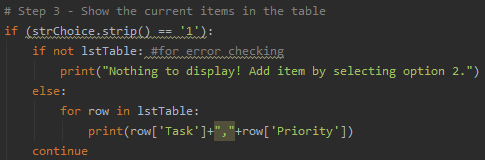 # Step 3 - Show the current items in the table
if (strChoice.strip() == '1'):
    if not lstTable: #for error checking
        print("Nothing to display! Add item by selecting option 2.")
    else:
        for row in lstTable:
            print(row['Task']+","+row['Priority'])
    continue